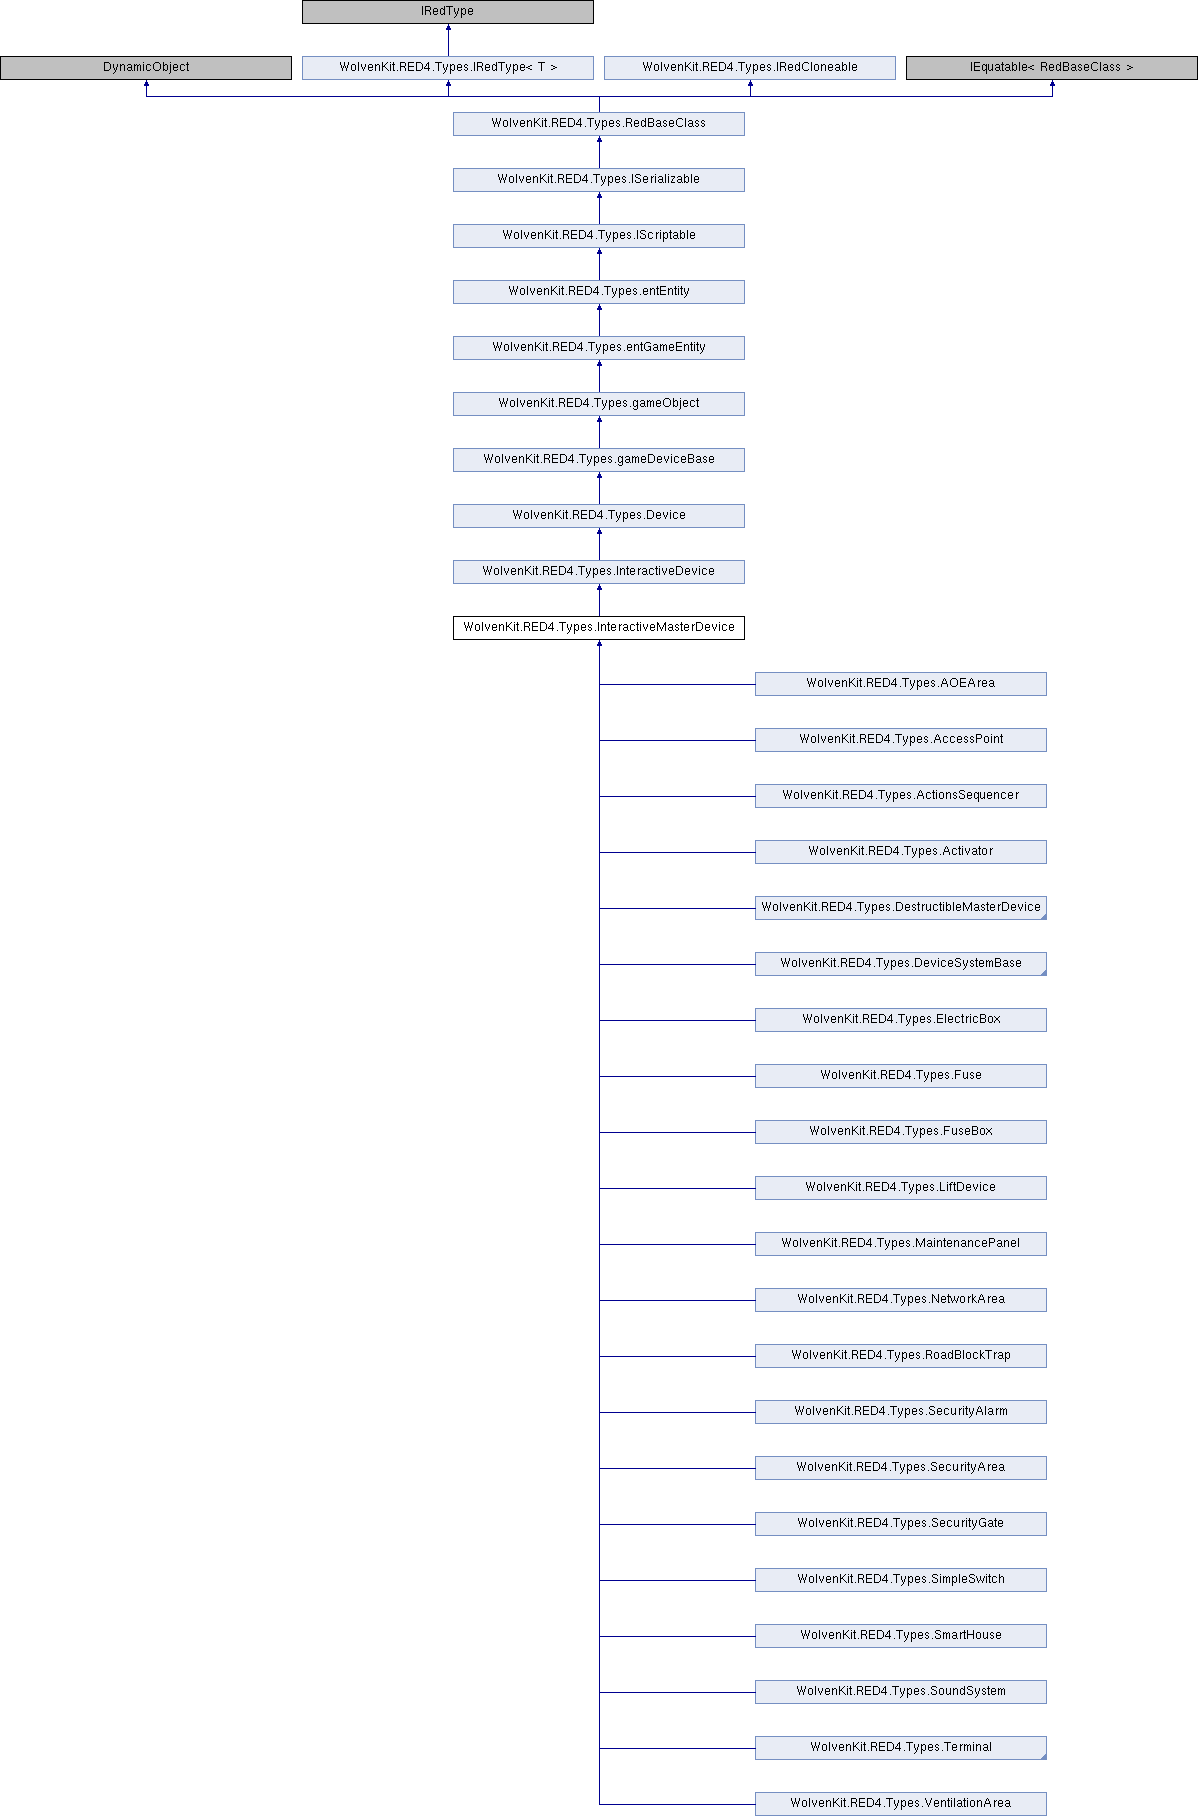 IRedType
DynamicObject
WolvenKit.RED4.Types.IRedType< T >
WolvenKit.RED4.Types.IRedCloneable
IEquatable< RedBaseClass >
WolvenKit.RED4.Types.RedBaseClass
WolvenKit.RED4.Types.ISerializable
WolvenKit.RED4.Types.IScriptable
WolvenKit.RED4.Types.entEntity
WolvenKit.RED4.Types.entGameEntity
WolvenKit.RED4.Types.gameObject
WolvenKit.RED4.Types.gameDeviceBase
WolvenKit.RED4.Types.Device
WolvenKit.RED4.Types.InteractiveDevice
WolvenKit.RED4.Types.InteractiveMasterDevice
WolvenKit.RED4.Types.AOEArea
WolvenKit.RED4.Types.AccessPoint
WolvenKit.RED4.Types.ActionsSequencer
WolvenKit.RED4.Types.Activator
WolvenKit.RED4.Types.DestructibleMasterDevice
WolvenKit.RED4.Types.DeviceSystemBase
WolvenKit.RED4.Types.ElectricBox
WolvenKit.RED4.Types.Fuse
WolvenKit.RED4.Types.FuseBox
WolvenKit.RED4.Types.LiftDevice
WolvenKit.RED4.Types.MaintenancePanel
WolvenKit.RED4.Types.NetworkArea
WolvenKit.RED4.Types.RoadBlockTrap
WolvenKit.RED4.Types.SecurityAlarm
WolvenKit.RED4.Types.SecurityArea
WolvenKit.RED4.Types.SecurityGate
WolvenKit.RED4.Types.SimpleSwitch
WolvenKit.RED4.Types.SmartHouse
WolvenKit.RED4.Types.SoundSystem
WolvenKit.RED4.Types.Terminal
WolvenKit.RED4.Types.VentilationArea